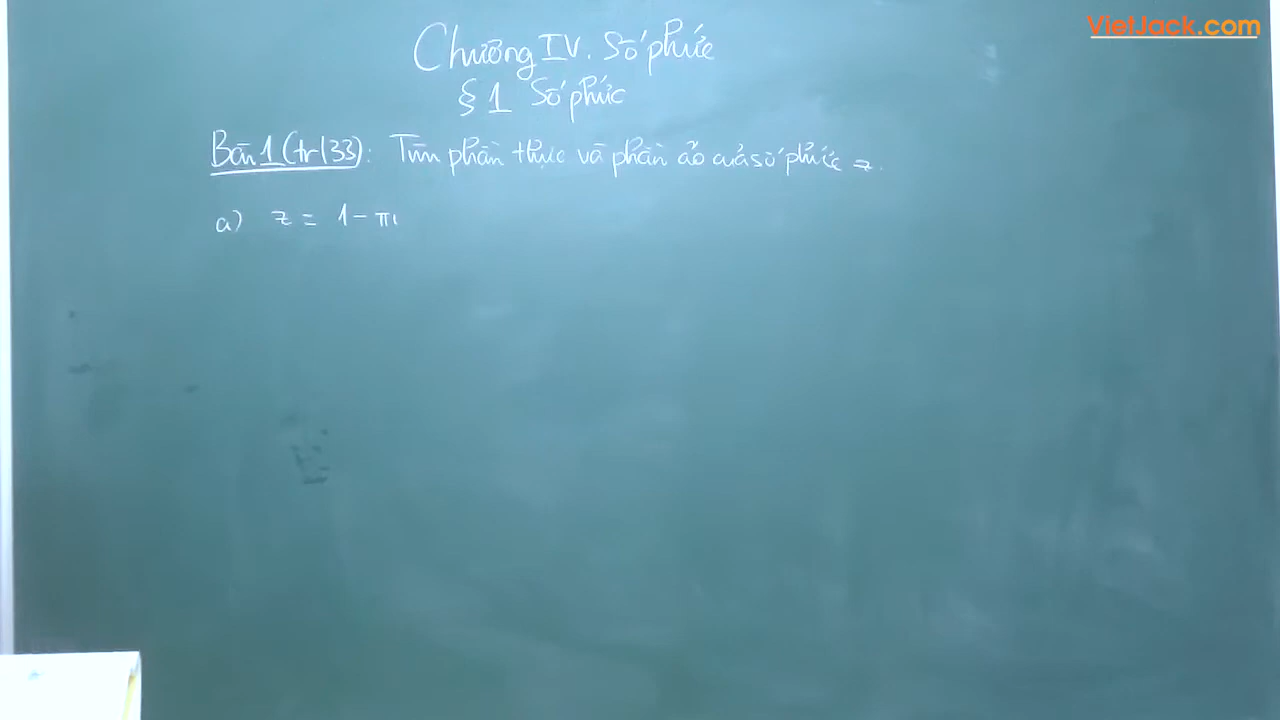 VietJack.com
Chương IV. Số phức
§ 1 Số phức
Bài 1 (tr133): Tìm phần thực và phần ảo của số phức z.
a) z = 1 - πi